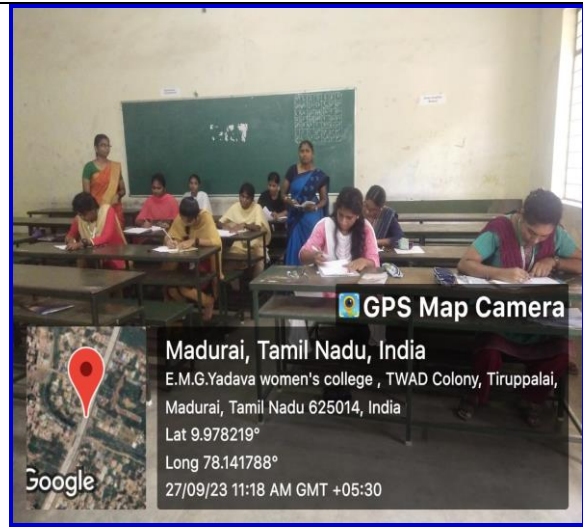 GPS Map Camera
Madurai, Tamil Nadu, India
E.M.G.Yadava women's college , TWAD Colony, Tiruppalai,
Madurai, Tamil Nadu 625014, India
Lat 9.978219°
Long 78.141788°
27/09/23 11:18 AM GMT +05:30
Google